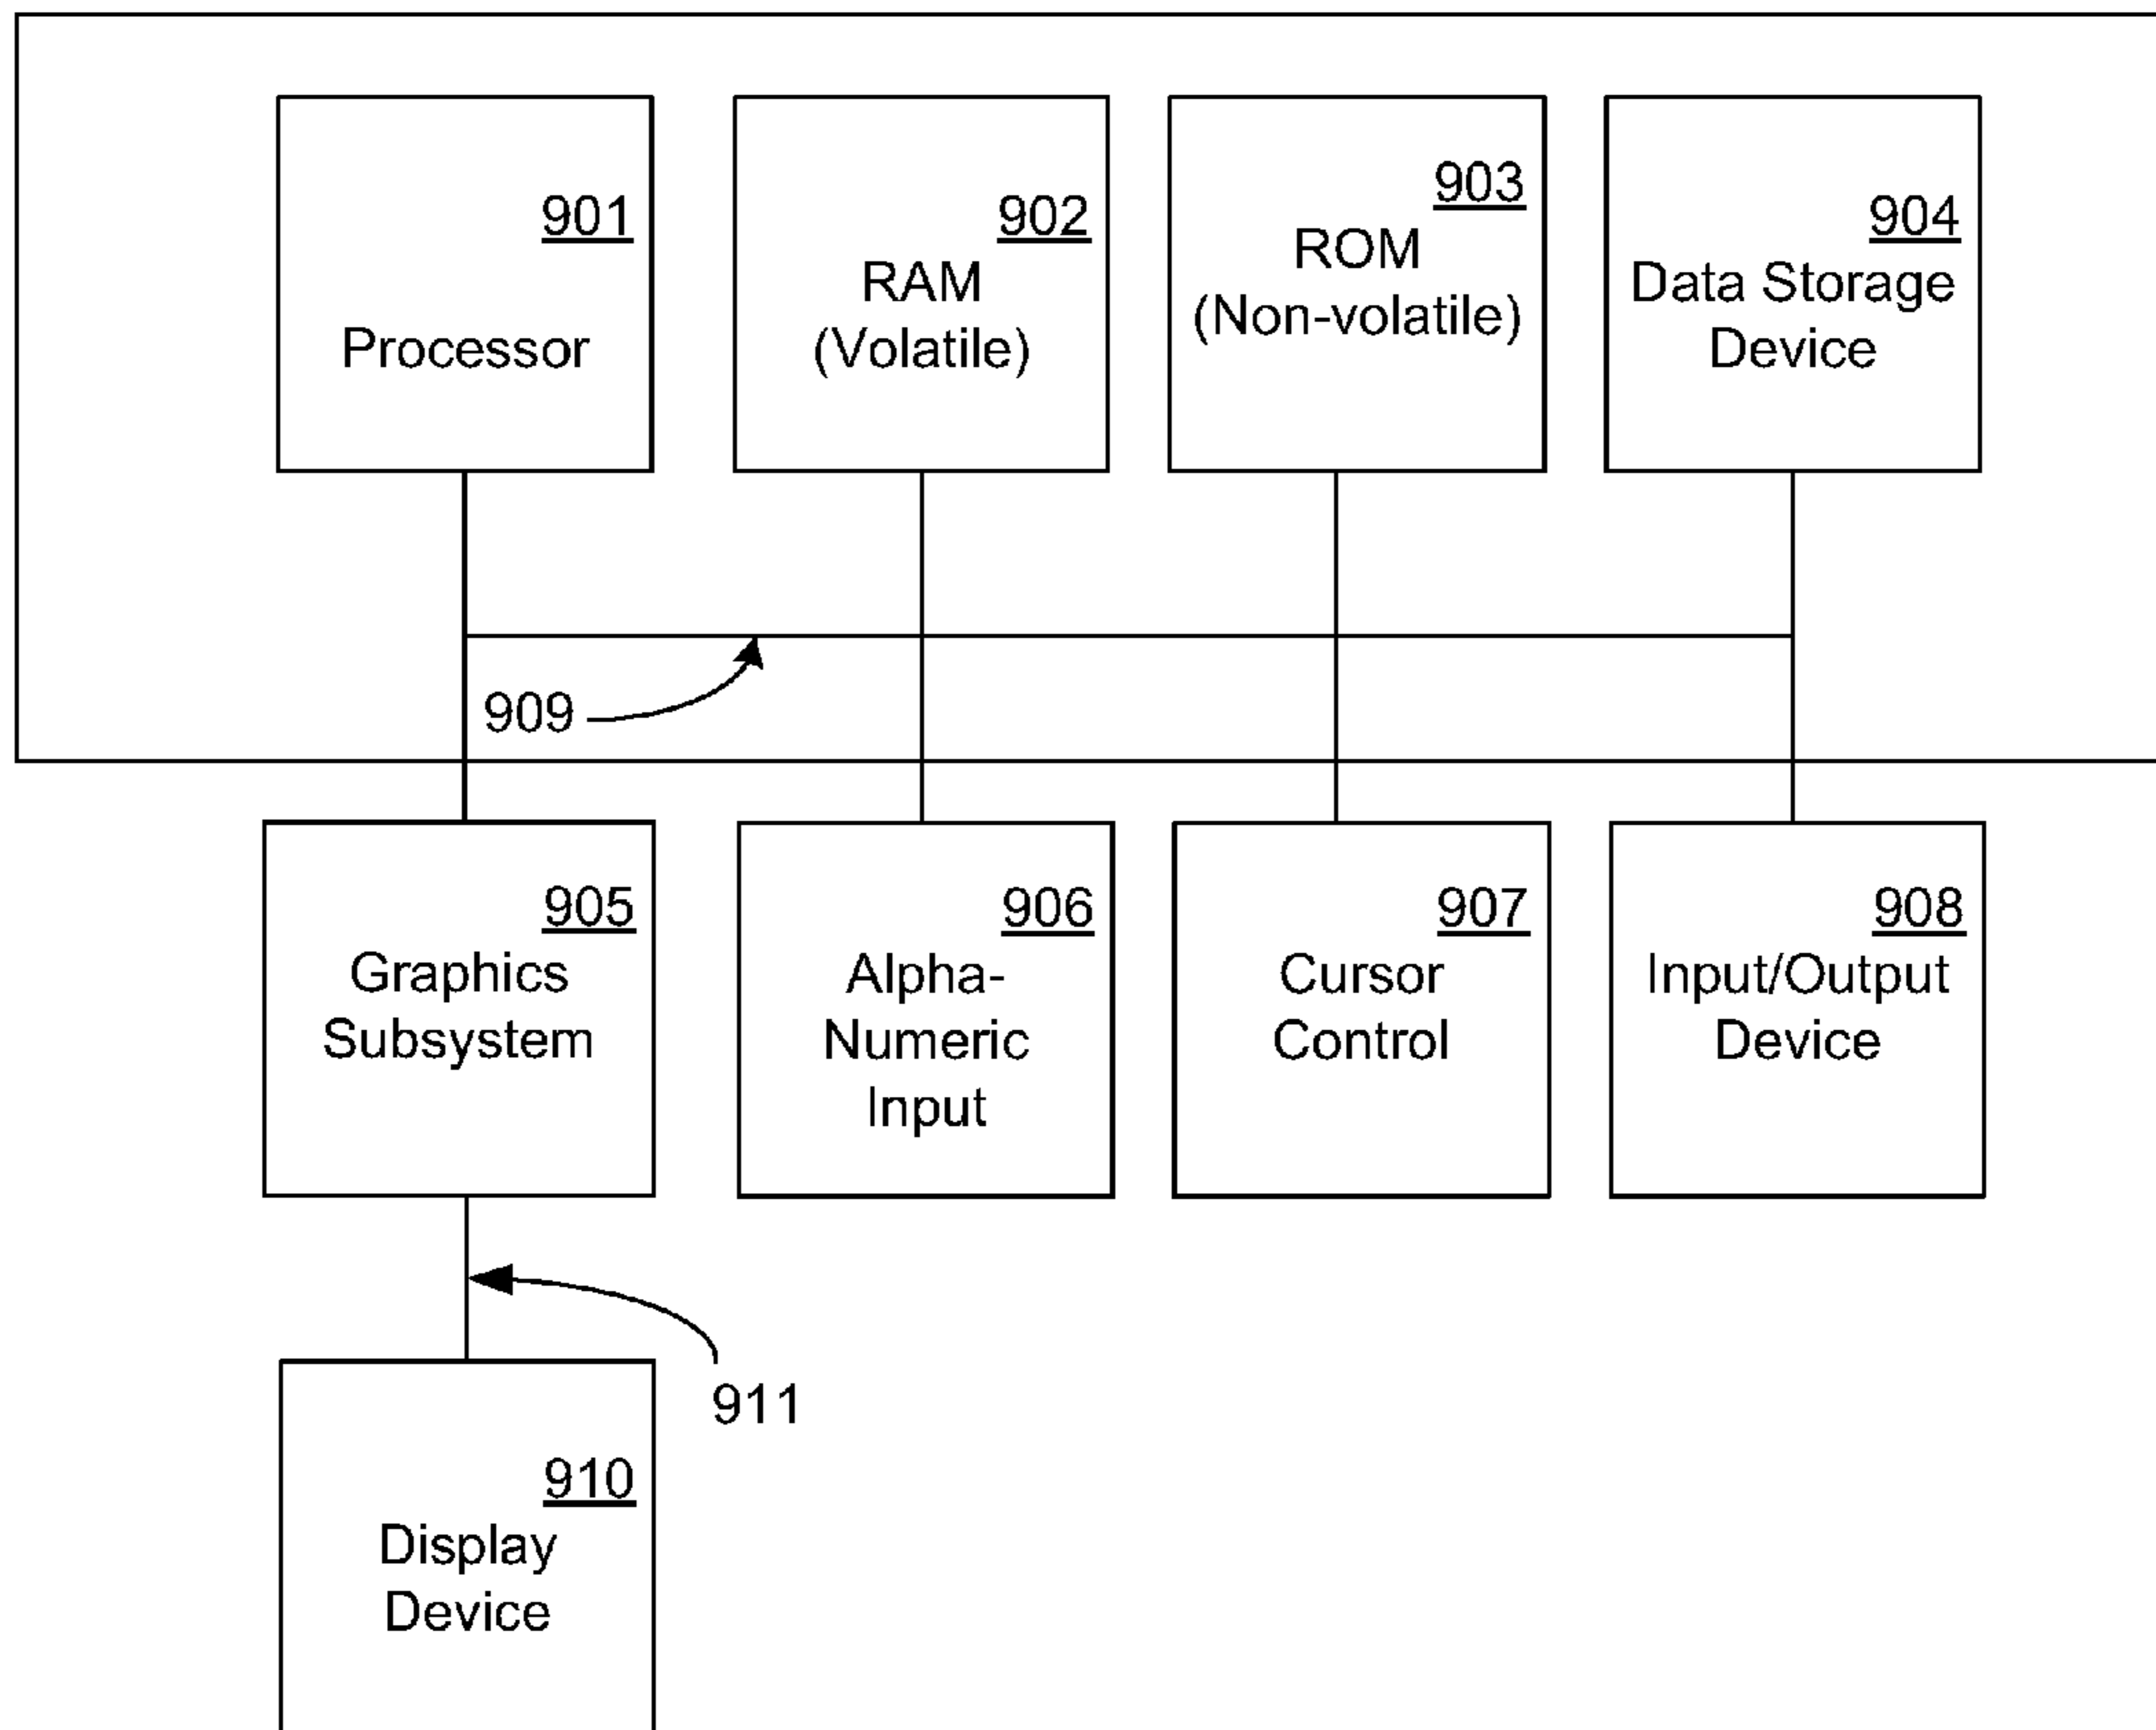 901
Processor
902
RAM
(Volatile)
903
ROM
(Non-volatile)
904
Data Storage
Device
909
905
Graphics
Subsystem
906
Alpha-
Numeric
Input
907
Cursor
Control
908
Input/Output
Device
911
910
Display
Device